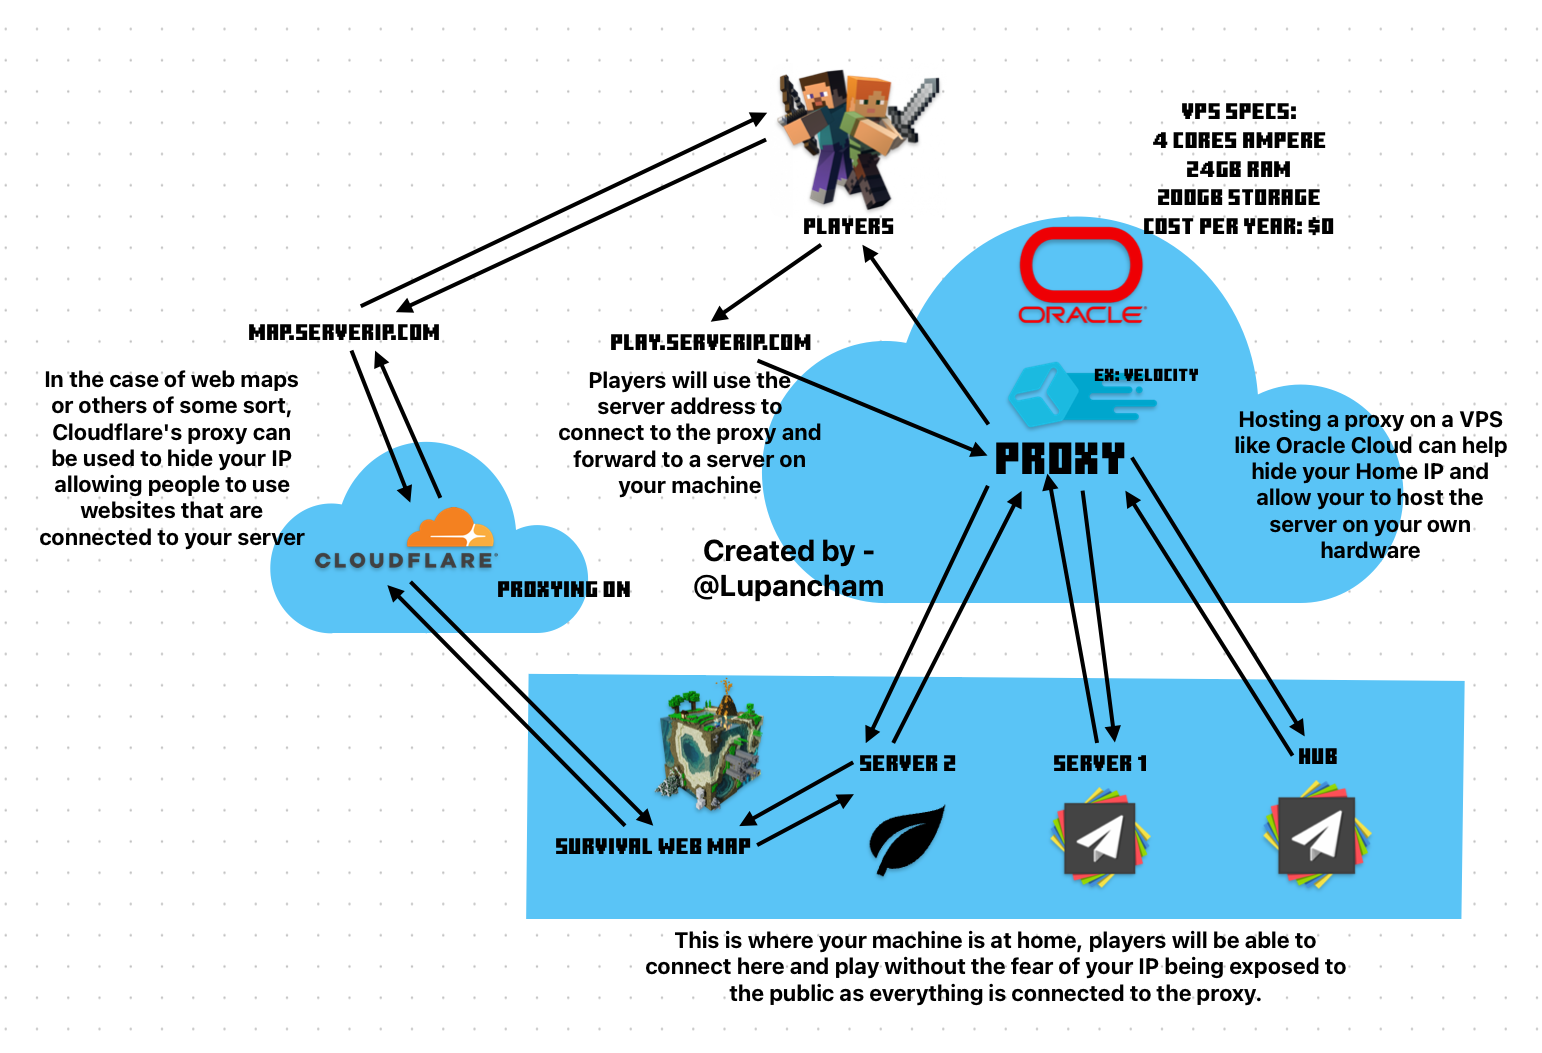 VPS SPECS:
4 CORES AMPERE
24GB RAM
200GB STORAGE
COST PER YEAR: $0
PLAYERS
ORACLE
MAP.SERVERIP.COM
PLAY.SERVERIP.COM
In the case of web maps
or others of some sort,
Cloudflare's proxy can
be used to hide your IP
allowing people to use
websites that are
connected to your server
Players will use the
server address to
connect to the proxy and
forward to a server on
your machine
EX: VELOCITY
PROXY
Hosting a proxy on a VPS
like Oracle Cloud can help
hide your Home IP and
allow your to host the
server on your own
hardware
CLOUDFLARE
PROXYING ON
Created by -
@Lupancham
SERVER 2
SERVER 1
HUB
SURVIVAL WEB MAP
This is where your machine is at home, players will be able to
connect here and play without the fear of your IP being exposed to
the public as everything is connected to the proxy.